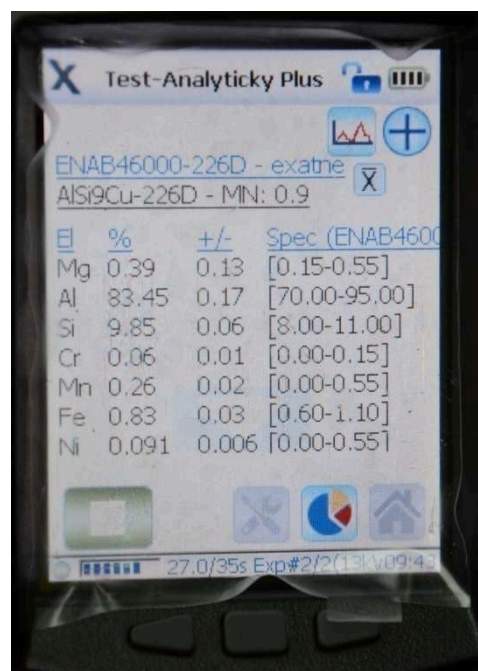 X Test-Analyticky Plus
ENAB46000-226D - exatne
X̅
AlSi9Cu-226D - MN: 0.9
El % +/- Spec (ENAB4600
Mg 0.39 0.13 [0.15-0.55]
Al 83.45 0.17 [70.00-95.00]
Si 9.85 0.06 [8.00-11.00]
Cr 0.06 0.01 [0.00-0.15]
Mn 0.26 0.02 [0.00-0.55]
Fe 0.83 0.03 [0.60-1.10]
Ni 0.091 0.006 [0.00-0.55]
27.0/35s Exp#2/2(13kV09:43